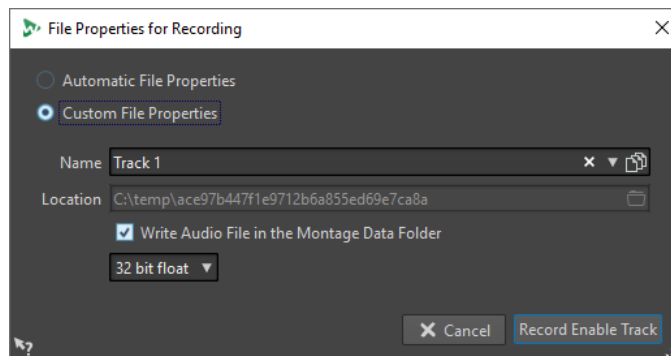 File Properties for Recording
Automatic File Properties
Custom File Properties
Name Track 1
Location C:\temp\ace97b447f1e9712b6a855ed69e7ca8a
Write Audio File in the Montage Data Folder
32 bit float
Cancel Record Enable Track